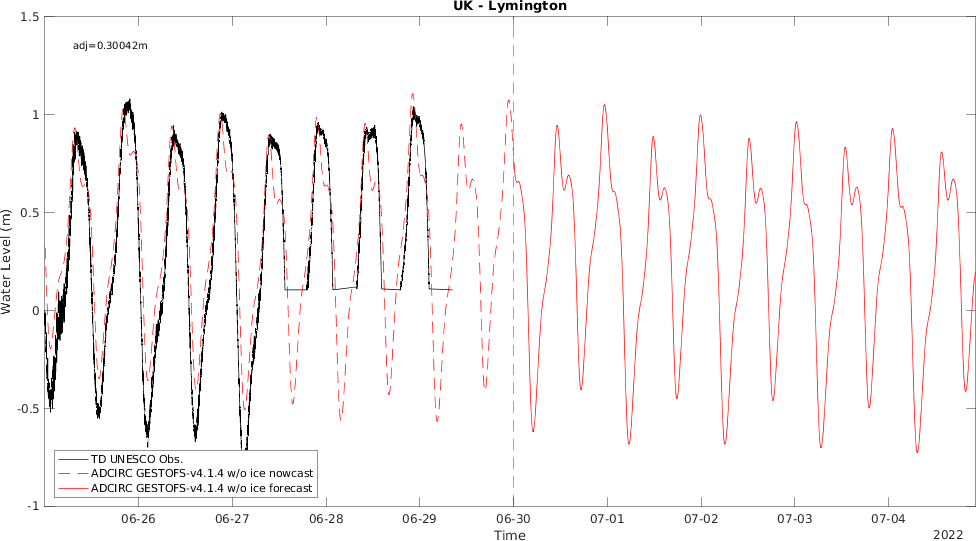 UK - Lymington
adj=0.30042m
1.5
1
0.5
0
-0.5
-1
Water Level (m)
TD UNESCO Obs.
ADCIRC GESTOFS-v4.1.4 w/o ice nowcast
ADCIRC GESTOFS-v4.1.4 w/o ice forecast
06-26 06-27 06-28 06-29 06-30 07-01 07-02 07-03 07-04
Time
2022